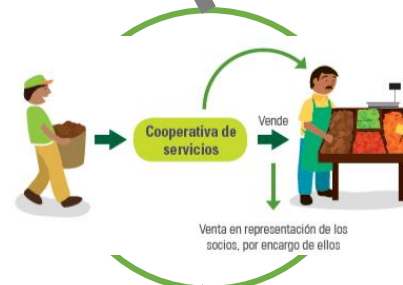 Cooperativa de
servicios
Vende
Venta en representación de los
socios, por encargo de ellos